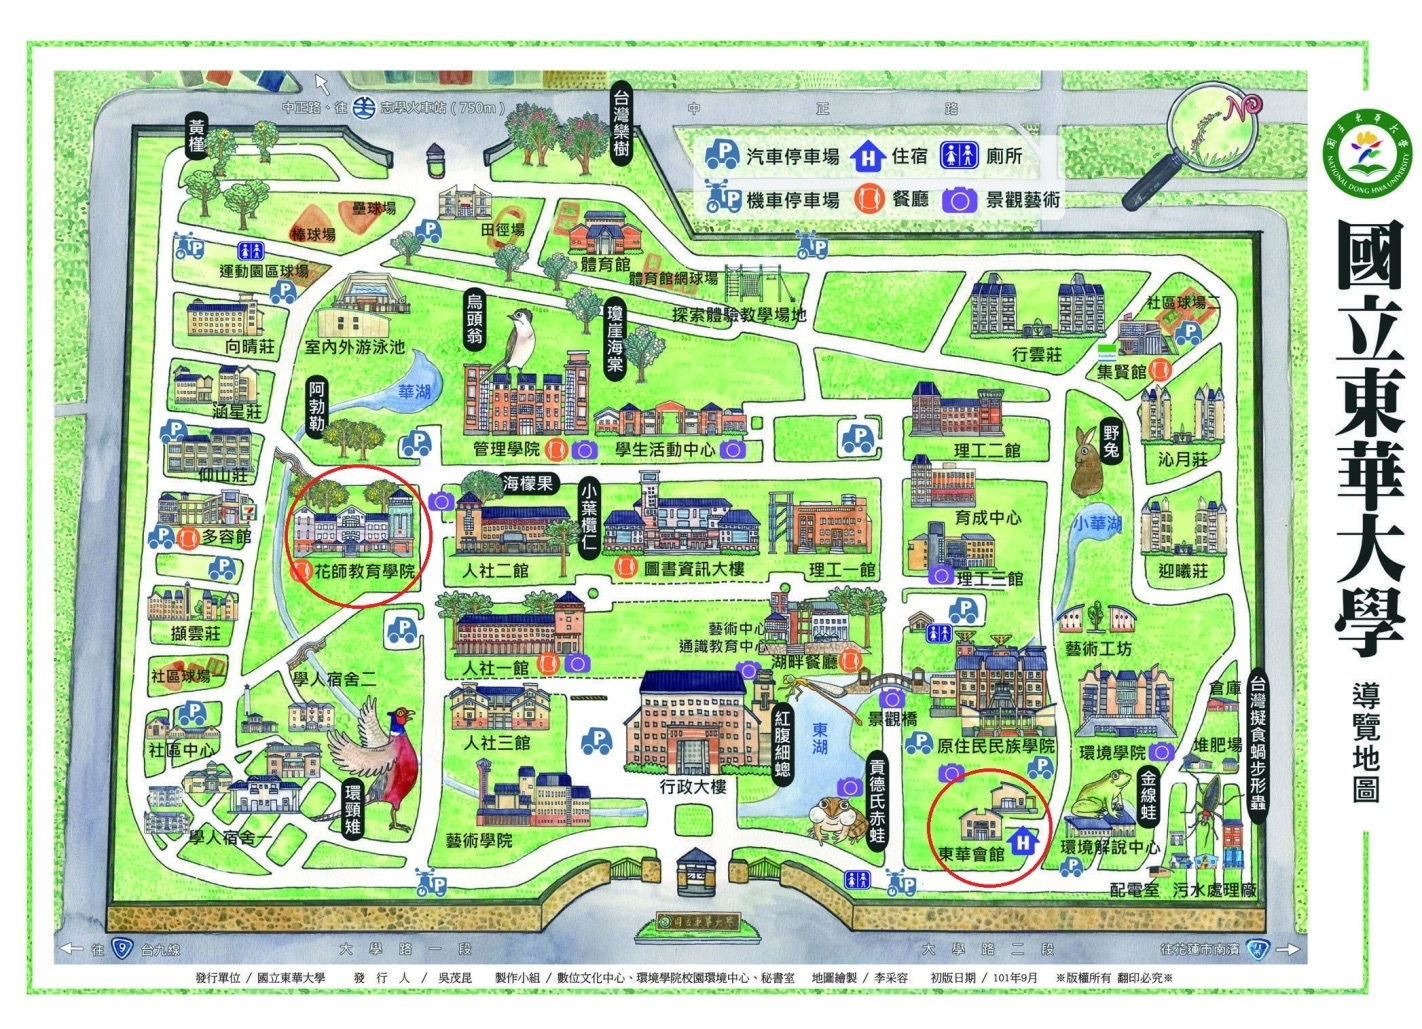 中正路、往 志學火車站(750m)
中 正 路
黃槿
台灣欒樹
N
汽車停車場 住宿 廁所
機車停車場 餐廳 景觀藝術
國立東華大學
NATIONAL DONG HWA UNIVERSITY
國立東華大學
導覽地圖
壘球場
棒球場
田徑場
體育館
運動園區球場
體育館網球場
探索體驗教學場地
社區球場二
烏頭翁
瓊崖海棠
向晴莊
室內外游泳池
行雲莊
集賢館
華湖
阿勃勒
涵星莊
管理學院
學生活動中心
理工二館
野兔
沁月莊
仰山莊
海檬果
小葉欖仁
育成中心
小華湖
7
多容館
花師教育學院
人社二館
圖書資訊大樓
理工一館
理工三館
迎曦莊
擷雲莊
藝術中心
通識教育中心
湖畔餐廳
藝術工坊
人社一館
社區球場一
學人宿舍二
景觀橋
倉庫
台灣擬食蝸步形蟲
社區中心
人社三館
紅腹細蟌
東湖
原住民民族學院
環境學院
堆肥場
行政大樓
貢德氏赤蛙
金線蛙
環頸雉
學人宿舍一
藝術學院
東華會館
H
環境解說中心
配電室 污水處理廠
國立東華大學
往 9 台九線
大 學 路 一 段
大 學 路 二 段
往花蓮市南濱
發行單位 / 國立東華大學 發 行 人 / 吳茂昆 製作小組 / 數位文化中心、環境學院校園環境中心、秘書室 地圖繪製 / 李采容 初版日期 / 101年9月 ※版權所有 翻印必究※